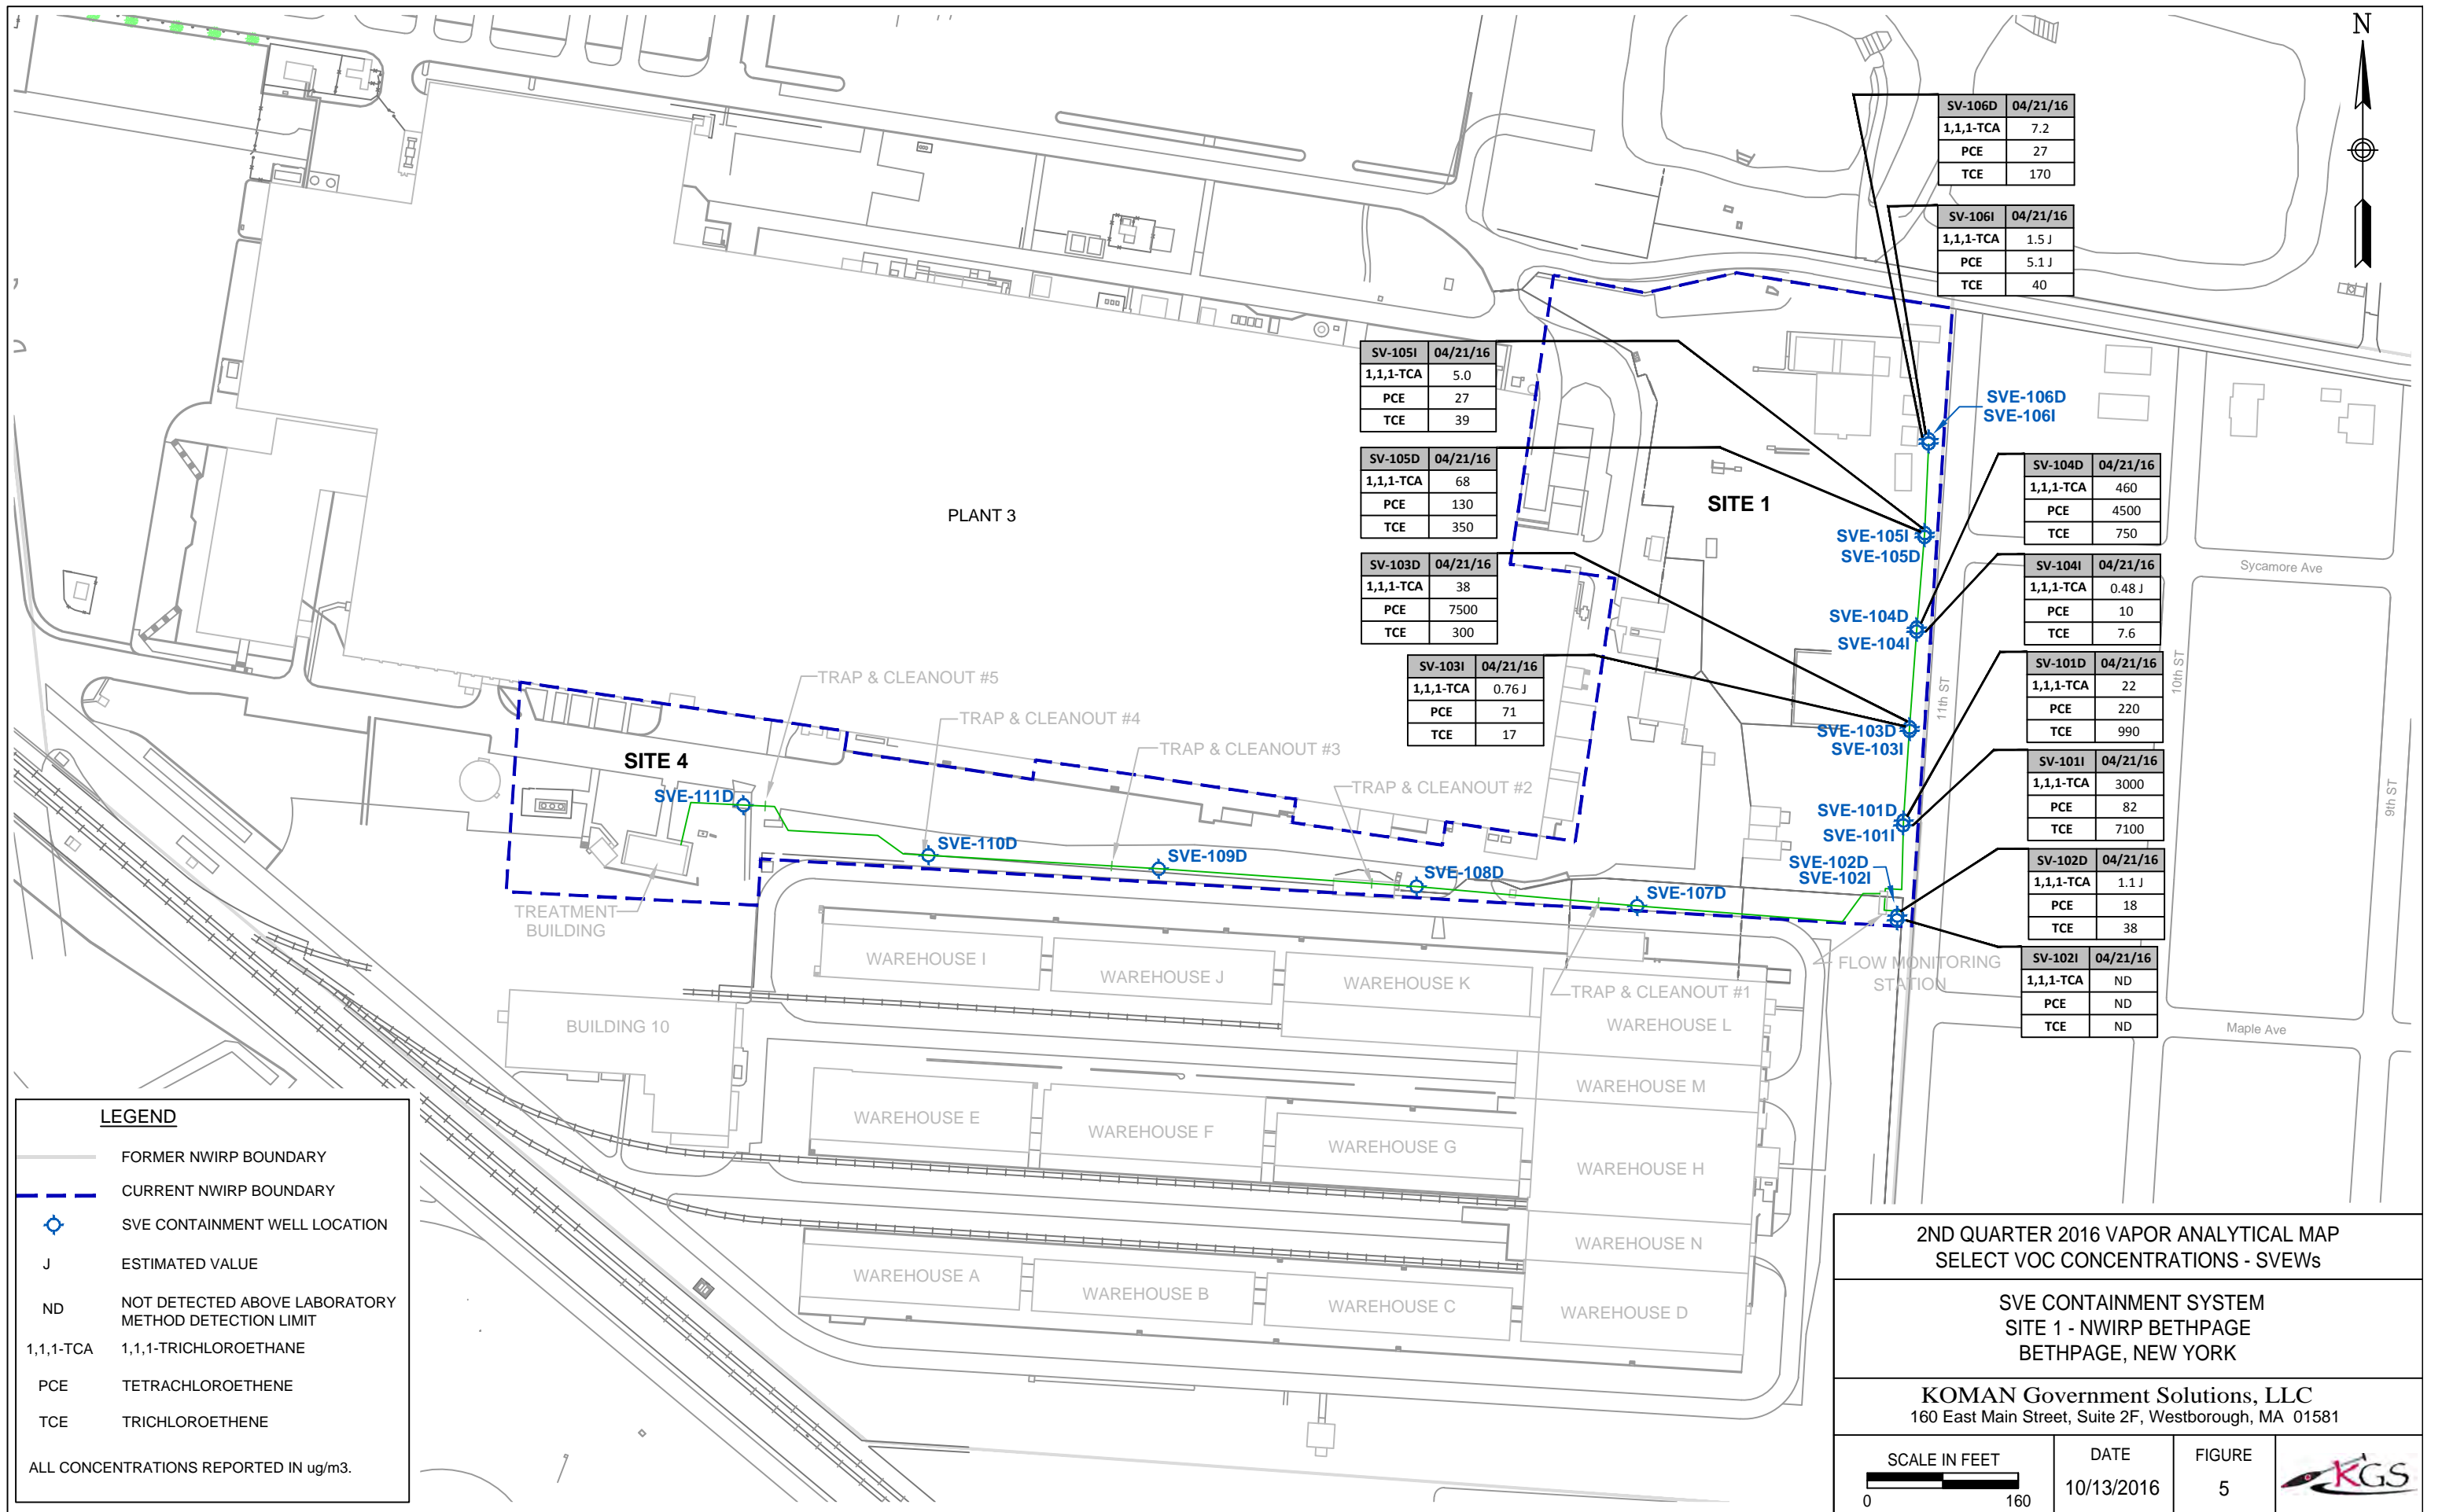 N
SV-106D 04/21/16
1,1,1-TCA 7.2
PCE 27
TCE 170
SV-106I 04/21/16
1,1,1-TCA 1.5 J
PCE 5.1 J
TCE 40
SV-105I 04/21/16
1,1,1-TCA 5.0
PCE 27
TCE 39
SVE-106D
SVE-106I
SV-105D 04/21/16
1,1,1-TCA 68
PCE 130
TCE 350
SV-104D 04/21/16
1,1,1-TCA 460
PCE 4500
TCE 750
SITE 1
PLANT 3
SVE-105I
SVE-105D
SV-103D 04/21/16
1,1,1-TCA 38
PCE 7500
TCE 300
SV-104I 04/21/16
1,1,1-TCA 0.48 J
PCE 10
TCE 7.6
Sycamore Ave
SVE-104D
SVE-104I
SV-103I 04/21/16
1,1,1-TCA 0.76 J
PCE 71
TCE 17
SV-101D 04/21/16
1,1,1-TCA 22
PCE 220
TCE 990
11th ST
10th ST
9th ST
TRAP & CLEANOUT #5
TRAP & CLEANOUT #4
TRAP & CLEANOUT #3
TRAP & CLEANOUT #2
SVE-103D
SVE-103I
SITE 4
SV-101I 04/21/16
1,1,1-TCA 3000
PCE 82
TCE 7100
SVE-111D
SVE-101D
SVE-101I
SVE-110D
SVE-109D
SVE-108D
SVE-107D
SVE-102D
SVE-102I
SV-102D 04/21/16
1,1,1-TCA 1.1 J
PCE 18
TCE 38
TREATMENT
BUILDING
SV-102I 04/21/16
1,1,1-TCA ND
PCE ND
TCE ND
FLOW MONITORING
STATION
TRAP & CLEANOUT #1
WAREHOUSE I
WAREHOUSE J
WAREHOUSE K
WAREHOUSE L
BUILDING 10
Maple Ave
WAREHOUSE M
WAREHOUSE E
WAREHOUSE F
WAREHOUSE G
WAREHOUSE H
WAREHOUSE N
WAREHOUSE A
WAREHOUSE B
WAREHOUSE C
WAREHOUSE D
LEGEND
FORMER NWIRP BOUNDARY
CURRENT NWIRP BOUNDARY
SVE CONTAINMENT WELL LOCATION
J ESTIMATED VALUE
ND NOT DETECTED ABOVE LABORATORY
METHOD DETECTION LIMIT
1,1,1-TCA 1,1,1-TRICHLOROETHANE
PCE TETRACHLOROETHENE
TCE TRICHLOROETHENE
ALL CONCENTRATIONS REPORTED IN ug/m3.
2ND QUARTER 2016 VAPOR ANALYTICAL MAP
SELECT VOC CONCENTRATIONS - SVEWs
SVE CONTAINMENT SYSTEM
SITE 1 - NWIRP BETHPAGE
BETHPAGE, NEW YORK
KOMAN Government Solutions, LLC
160 East Main Street, Suite 2F, Westborough, MA 01581
SCALE IN FEET
0 160
DATE
10/13/2016
FIGURE
5
KGS